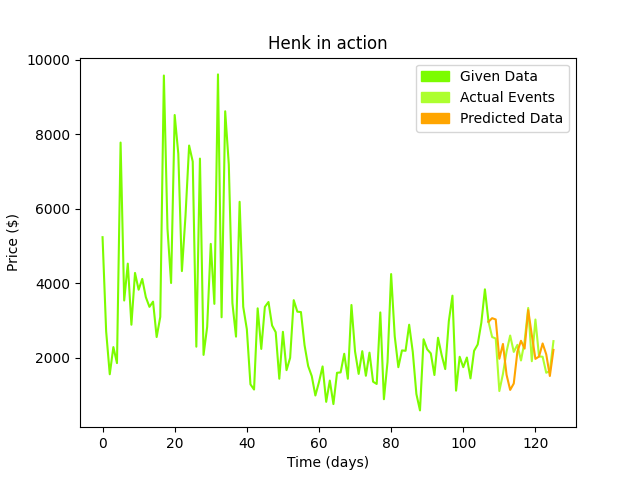 Henk in action
Given Data
Actual Events
Predicted Data
Price ($)
10000
8000
6000
4000
2000
0 20 40 60 80 100 120
Time (days)